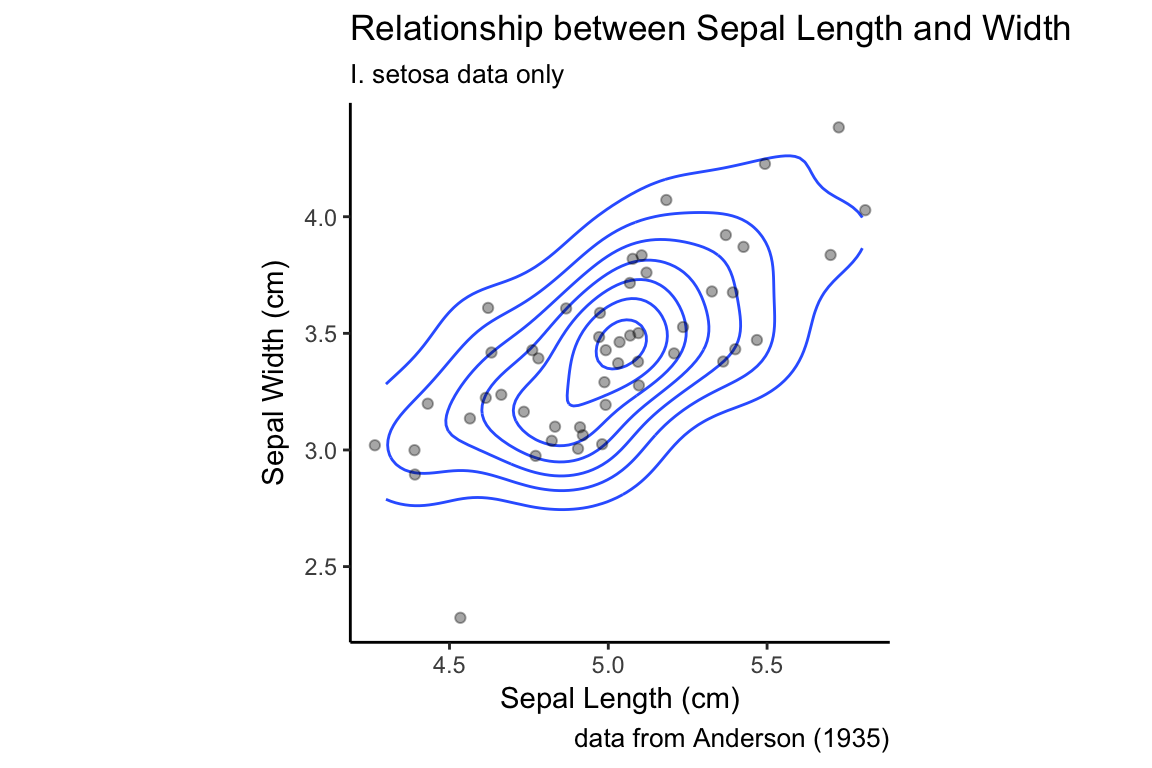 Relationship between Sepal Length and Width
I. setosa data only
Sepal Width (cm)
4.0
3.5
3.0
2.5
4.5 5.0 5.5
Sepal Length (cm)
data from Anderson (1935)